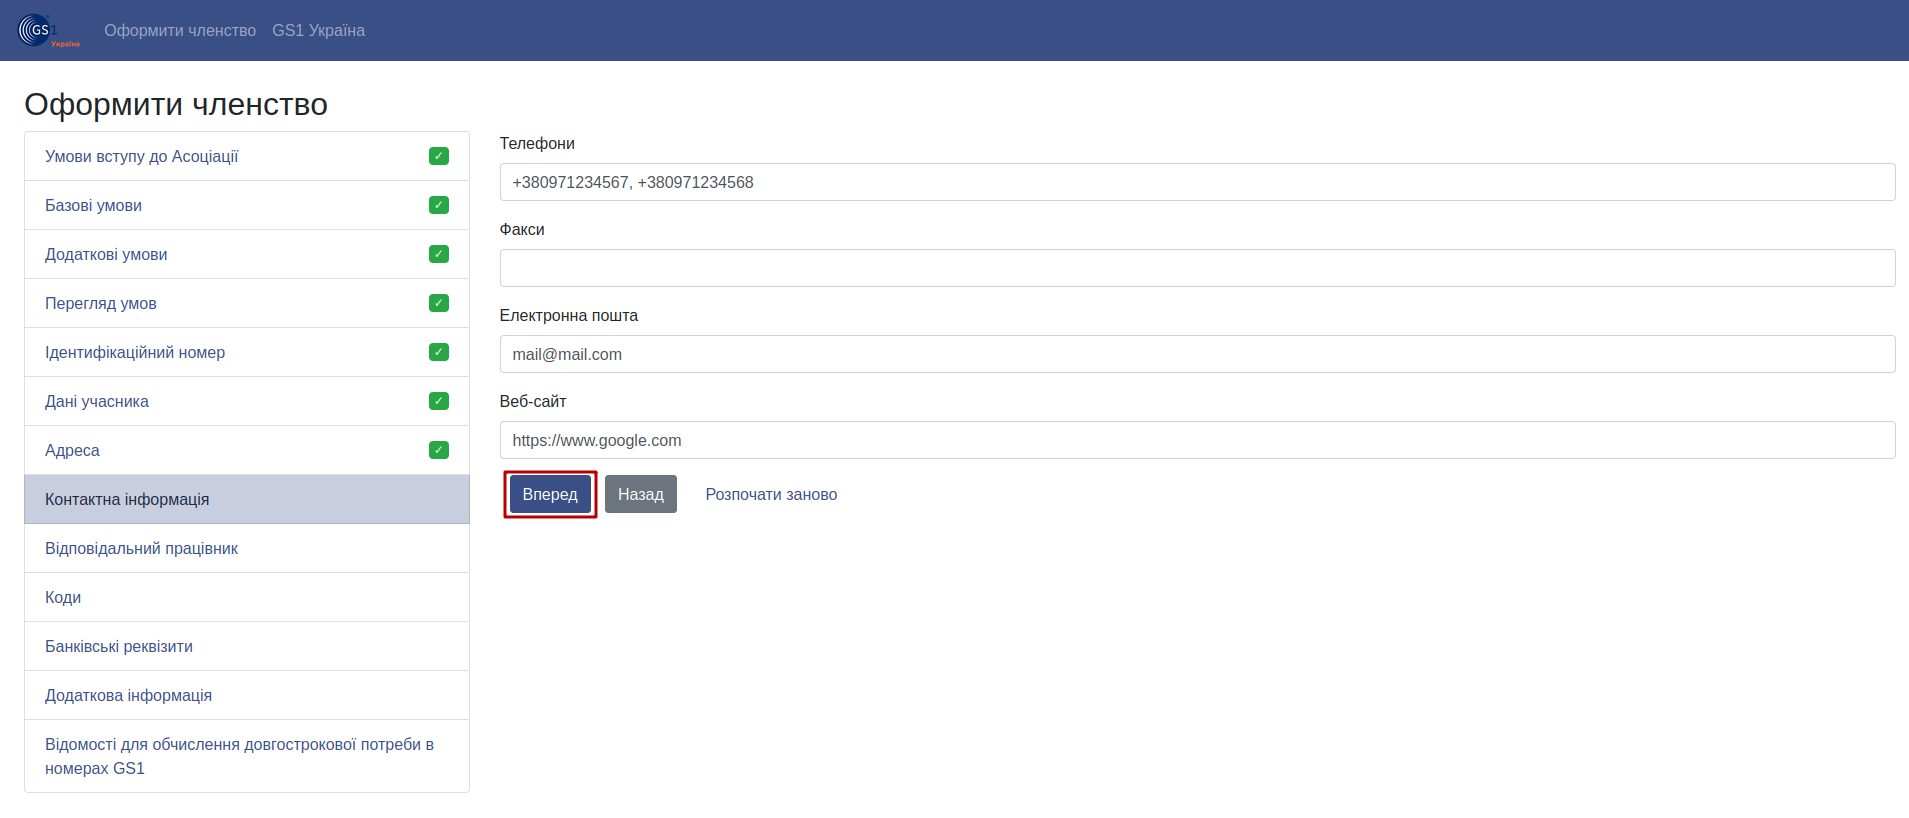 GS1
Україна
Оформити членство
GS1 Україна
Оформити членство
Умови вступу до Асоціації
✓
Базові умови
✓
Додаткові умови
✓
Перегляд умов
✓
Ідентифікаційний номер
✓
Дані учасника
✓
Адреса
✓
Контактна інформація
Відповідальний працівник
Коди
Банківські реквізити
Додаткова інформація
Відомості для обчислення довгострокової потреби в
номерах GS1
Телефони
+380971234567, +380971234568
Факси
Електронна пошта
mail@mail.com
Веб-сайт
https://www.google.com
Вперед
Назад
Розпочати заново